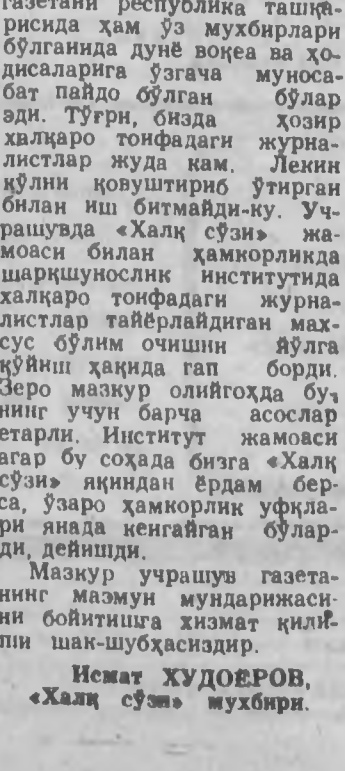 газетани республика ташқа-
рисида ҳам ўз мухбирлари
бўлганида дунё воқеа ва ҳо-
дисаларига ўзгача муноса-
бат пайдо бўлган бўлар
эди. Тўғри, бизда ҳозир
халқаро тоифадаги журна-
листлар жуда кам. Лекин
қўлни қовуштириб ўтирган
билан иш битмайди-ку. Уч-
рашувда «Халқ сўзи» жа-
моаси билан ҳамкорликда
шарқшунослик институтида
халқаро тоифадаги журна-
листлар тайёрлайдиган мах-
сус бўлим очишни йўлга
қўйиш ҳақида гап борди.
Зеро мазкур олийгоҳда бу-
нинг учун барча асослар
етарли. Институт жамоаси
агар бу соҳада бизга «Халқ
сўзи» яқиндан ёрдам бер-
са, ўзаро ҳамкорлик уфқла-
ри янада кенгайган бўлар-
ди, дейишди.
Мазкур учрашув газета-
нинг мазмун мундарижаси-
ни бойитишга хизмат қили-
ши шак-шубҳасиздир.
Исмат ХУДОЁРОВ,
«Халқ сўзи» мухбири.